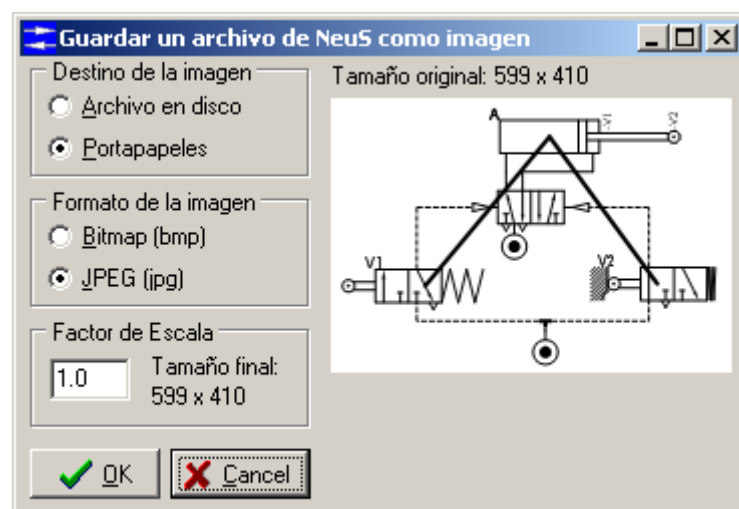 Guardar un archivo de NeuS como imagen
Destino de la imagen
Archivo en disco
Portapapeles
Formato de la imagen
Bitmap (bmp)
JPEG (jpg)
Factor de Escala
1.0
Tamaño final:
599 x 410
OK
Cancel
Tamaño original: 599 x 410
A
V1
V2
V1
V2